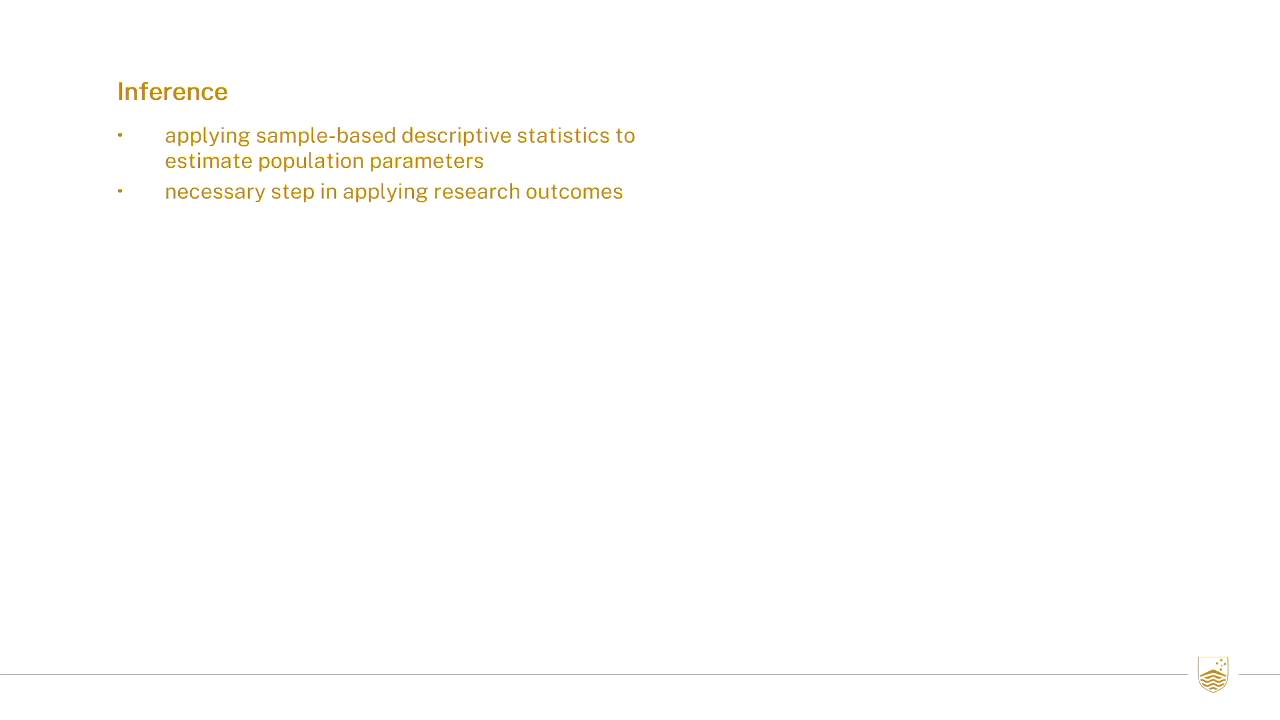 Inference
• applying sample-based descriptive statistics to
estimate population parameters
• necessary step in applying research outcomes